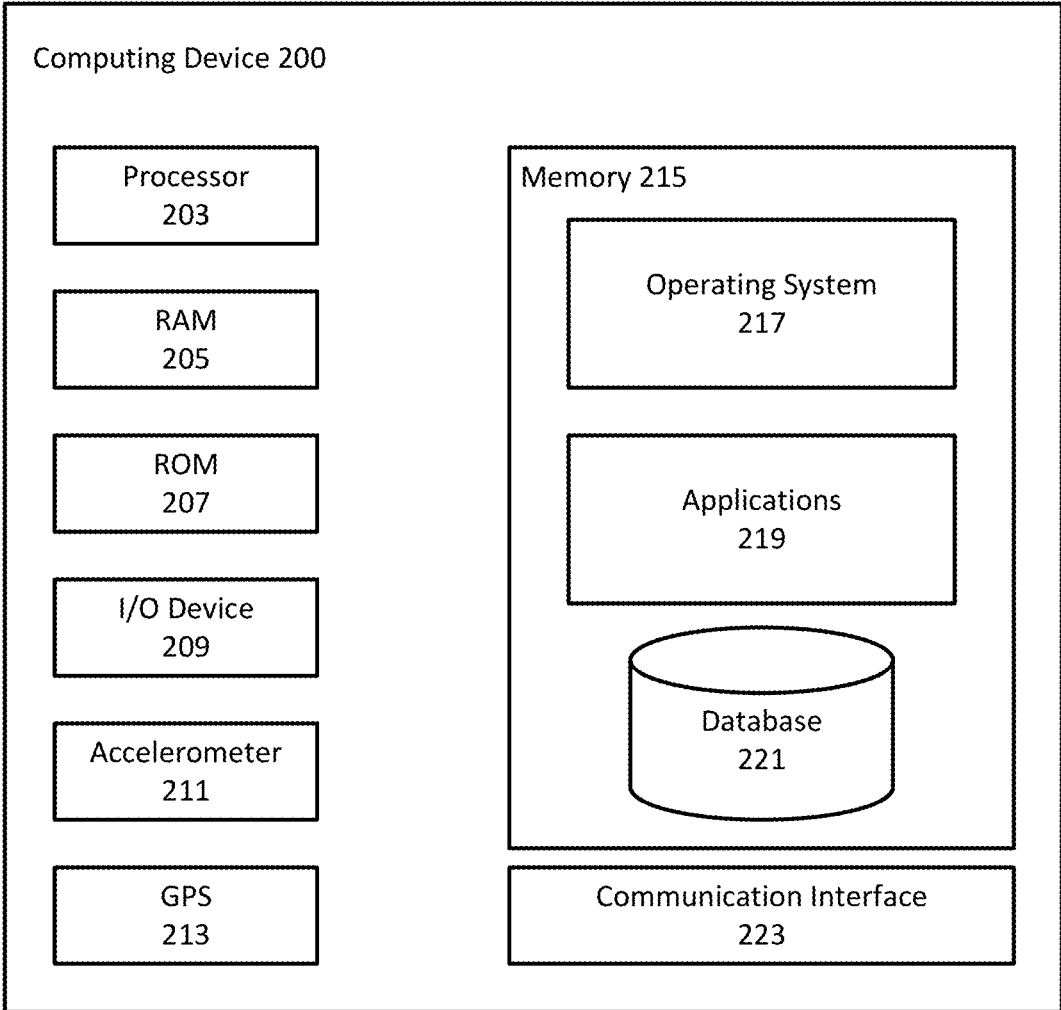 Computing Device 200
Processor
203
RAM
205
ROM
207
I/O Device
209
Accelerometer
211
GPS
213
Memory 215
Operating System
217
Applications
219
Database
221
Communication Interface
223